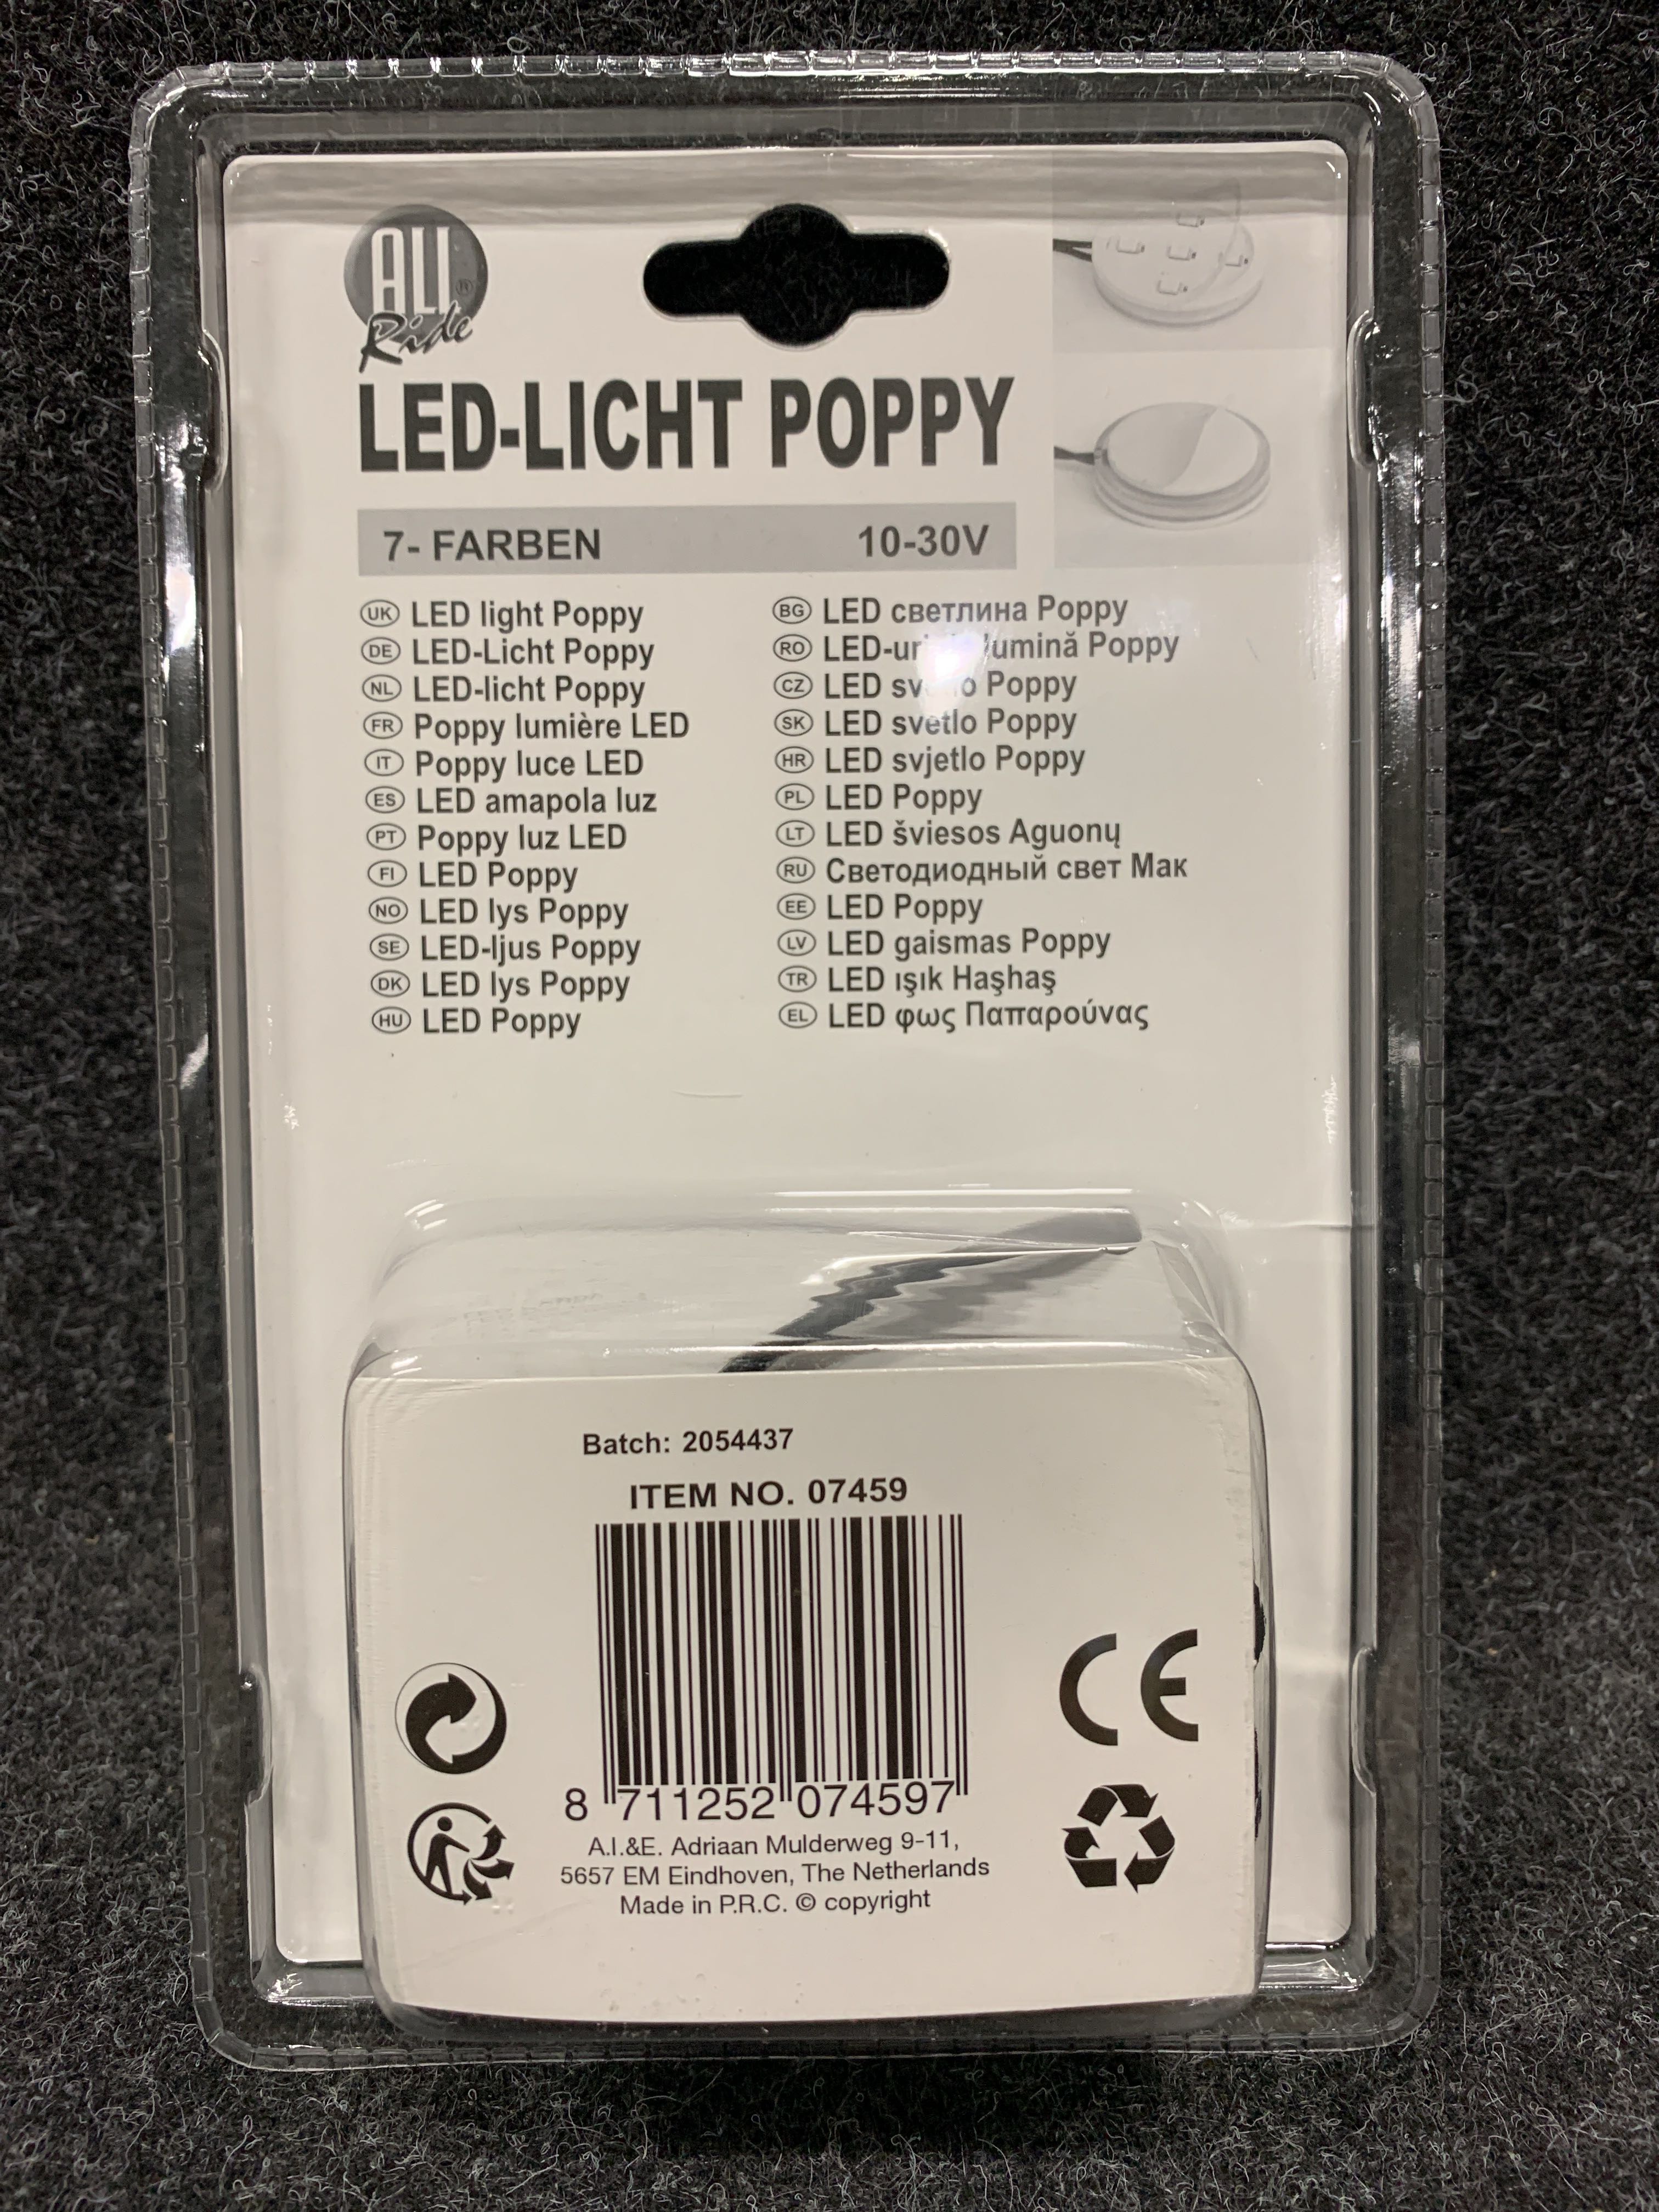 ALL
Ride
LED-LICHT POPPY
7- FARBEN 10-30V
UK LED light Poppy
DE LED-Licht Poppy
NL LED-licht Poppy
FR Poppy lumière LED
IT Poppy luce LED
ES LED amapola luz
PT Poppy luz LED
FI LED Poppy
NO LED lys Poppy
SE LED-ljus Poppy
DK LED lys Poppy
HU LED Poppy
BG LED светлина Poppy
RO Poppy
CZ LED Poppy
SK LED svetlo Poppy
HR LED svjetlo Poppy
PL LED Poppy
LT LED šviesos Aguonų
RU Светодиодный свет Мак
EE LED Poppy
LV LED gaismas Poppy
TR LED ışık Haşhaş
EL LED φως Παπαρούνας
Batch: 2054437
ITEM NO. 07459
8 711252 074597
A.I.&E. Adriaan Mulderweg 9-11,
5657 EM Eindhoven, The Netherlands
Made in P.R.C. © copyright
CE